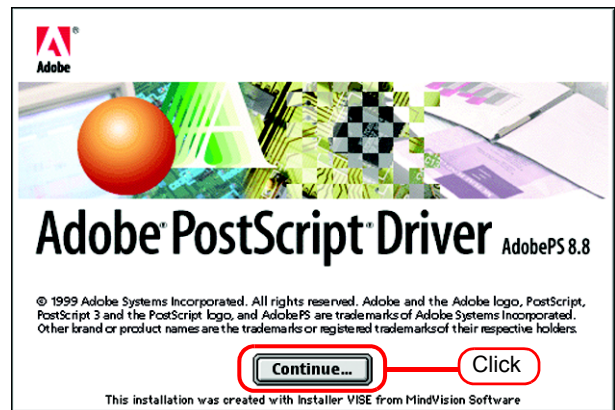 Adobe®
Adobe® PostScript® Driver AdobePS 8.8
© 1999 Adobe Systems Incorporated. All rights reserved. Adobe and the Adobe logo, PostScript,
PostScript 3 and the PostScript logo, and AdobePS are trademarks of Adobe Systems Incorporated.
Other brand or product names are the trademarks or registered trademarks of their respective holders.
Continue...
Click
This installation was created with Installer VISE from MindVision Software